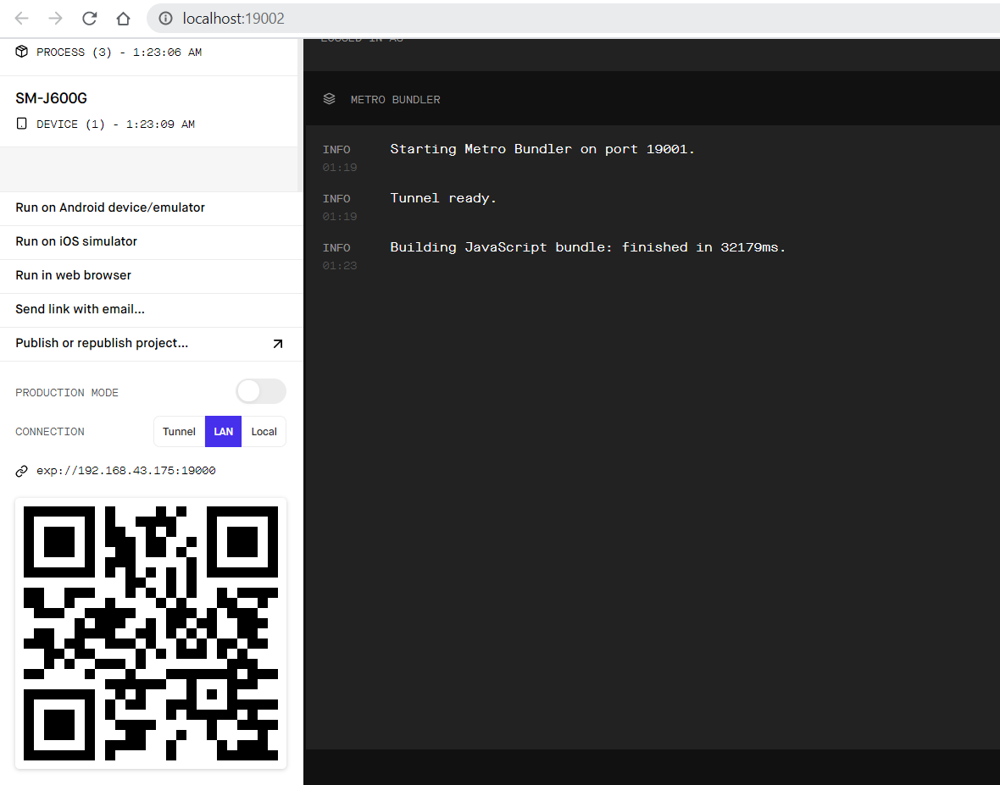 localhost:19002
PROCESS (3) - 1:23:06 AM
SM-J600G
DEVICE (1) - 1:23:09 AM
Run on Android device/emulator
Run on iOS simulator
Run in web browser
Send link with email...
Publish or republish project...
PRODUCTION MODE
CONNECTION
Tunnel
LAN
Local
exp://192.168.43.175:19000
LOGGED IN AS
METRO BUNDLER
INFO
Starting Metro Bundler on port 19001.
01:19
INFO
Tunnel ready.
01:19
INFO
Building JavaScript bundle: finished in 32179ms.
01:23